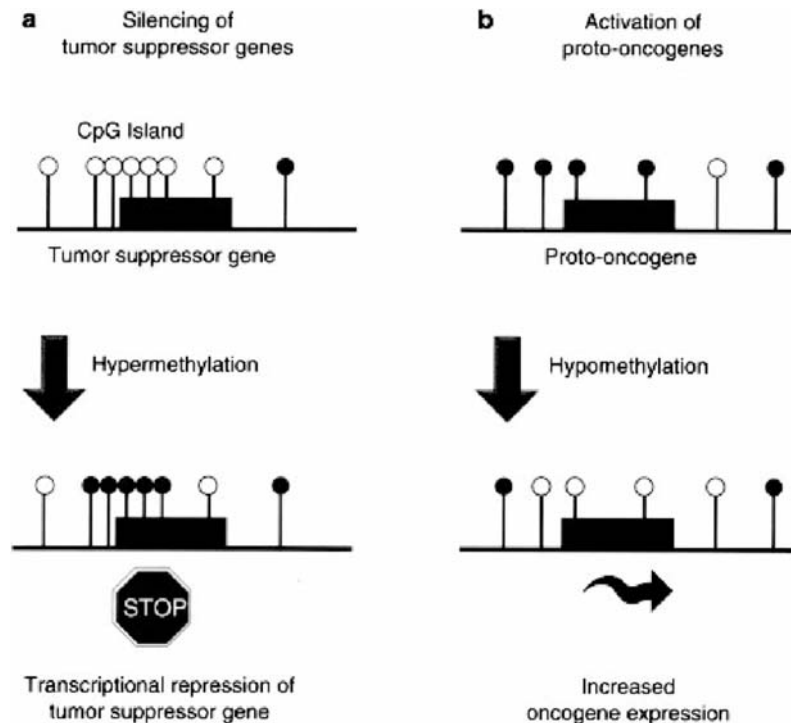 a
Silencing of
tumor suppressor genes
CpG Island
Tumor suppressor gene
Hypermethylation
STOP
Transcriptional repression of
tumor suppressor gene
b
Activation of
proto-oncogenes
Proto-oncogene
Hypomethylation
Increased
oncogene expression